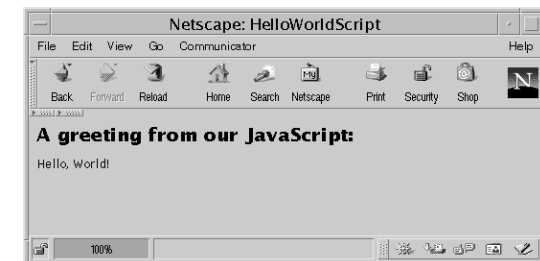 Netscape: HelloWorldScript
File Edit View Go Communicator Help
Back Forward Reload Home Search Netscape Print Security Shop
My
N
A greeting from our JavaScript:
Hello, World!
100%